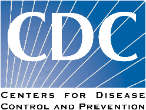 CDC
CENTERS FOR DISEASE
CONTROL AND PREVENTION